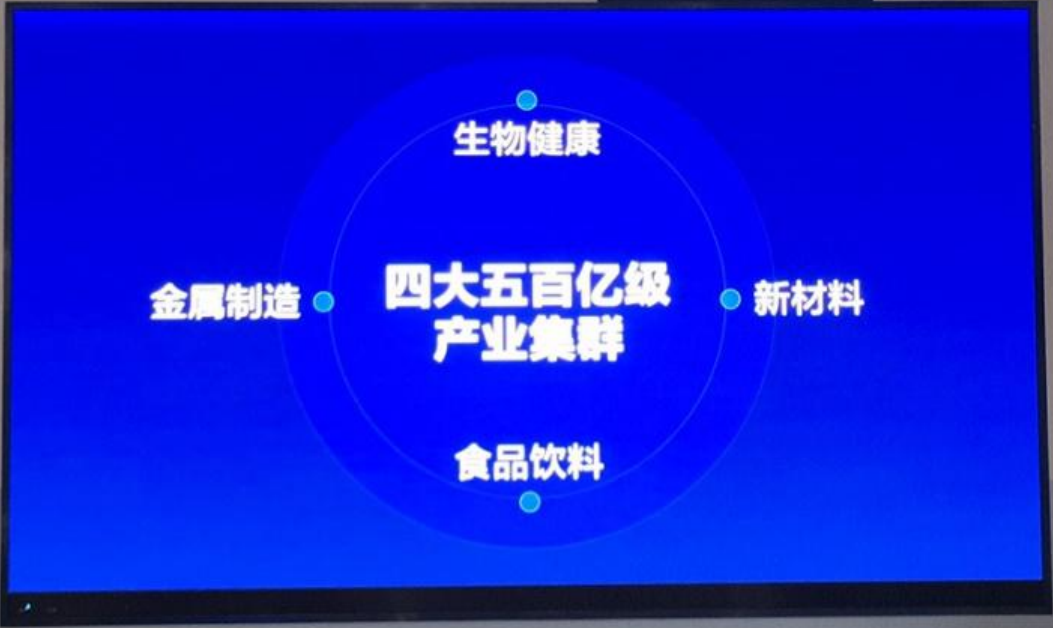 生物健康
金属制造
四大五百亿级
产业集群
新材料
食品饮料